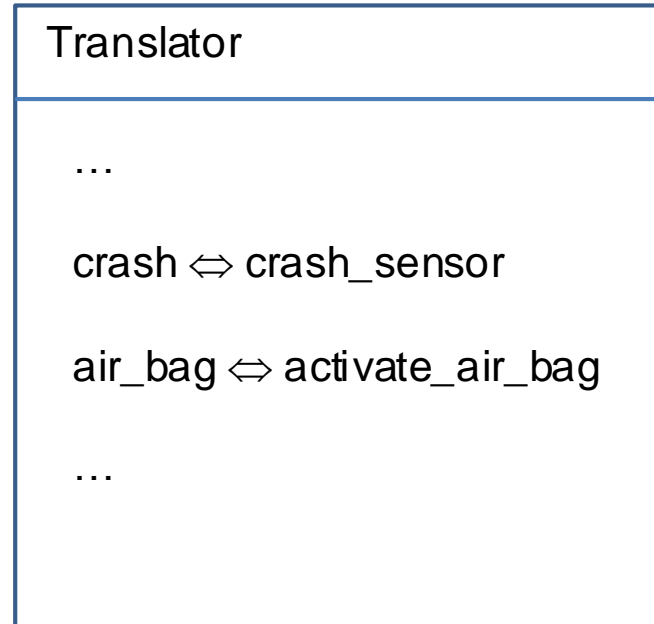 Translator
…
crash ⇔ crash_sensor
air_bag ⇔ activate_air_bag
…